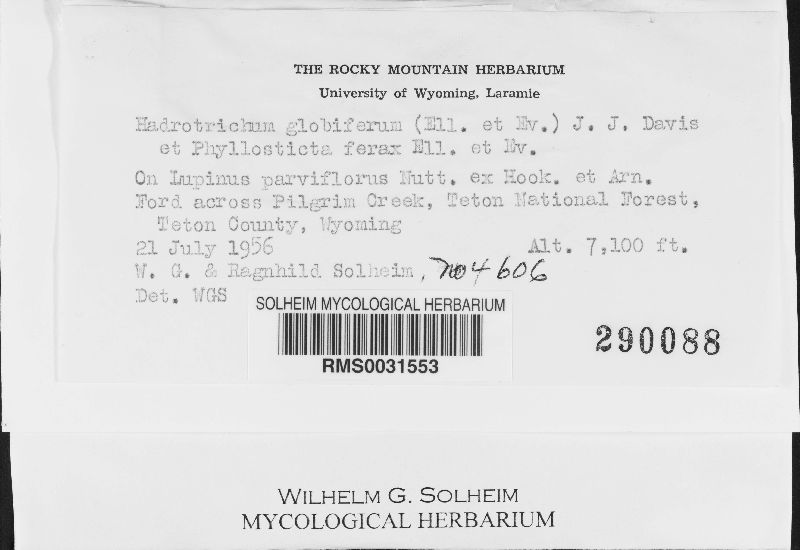 THE ROCKY MOUNTAIN HERBARIUM
University of Wyoming, Laramie
Hadrotrichum globiferum (Ell. et Ev.) J. J. Davis
et Phyllosticta ferax Ell. et Ev.
On Lupinus parviflorus Nutt. ex Hook. et Arn.
Ford across Pilgrim Creek, Teton National Forest,
Teton County, Wyoming
21 July 1956 Alt. 7,100 ft.
W. G. & Ragnhild Solheim, no 4606
Det. WGS
SOLHEIM MYCOLOGICAL HERBARIUM
RMS0031553
290088
WILHELM G. SOLHEIM
MYCOLOGICAL HERBARIUM